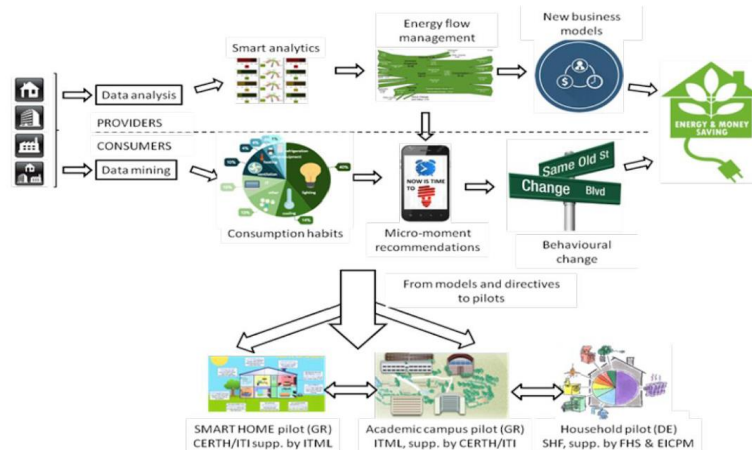 Smart analytics
Energy flow
management
New business
models
Data analysis
PROVIDERS
CONSUMERS
Data mining
ENERGY & MONEY
SAVING
40%
lighting
cooling
Consumption habits
NOW IS TIME
TO
Micro-moment
recommendations
Same Old St
Change Blvd
Behavioural
change
From models and directives
to pilots
SMART HOME pilot (GR)
CERTH/ITI supp. by ITML
Academic campus pilot (GR)
ITML, supp. by CERTH/ITI
Household pilot (DE)
SHF, supp. by FHS & EICPM